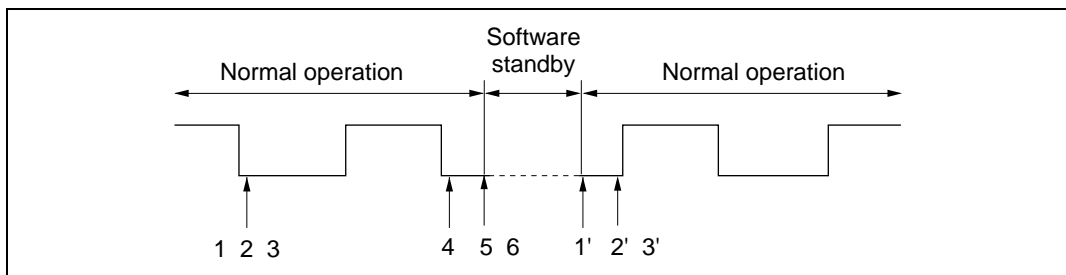 Software
standby
Normal operation
Normal operation
1 2 3
4
5 6
1'
2' 3'